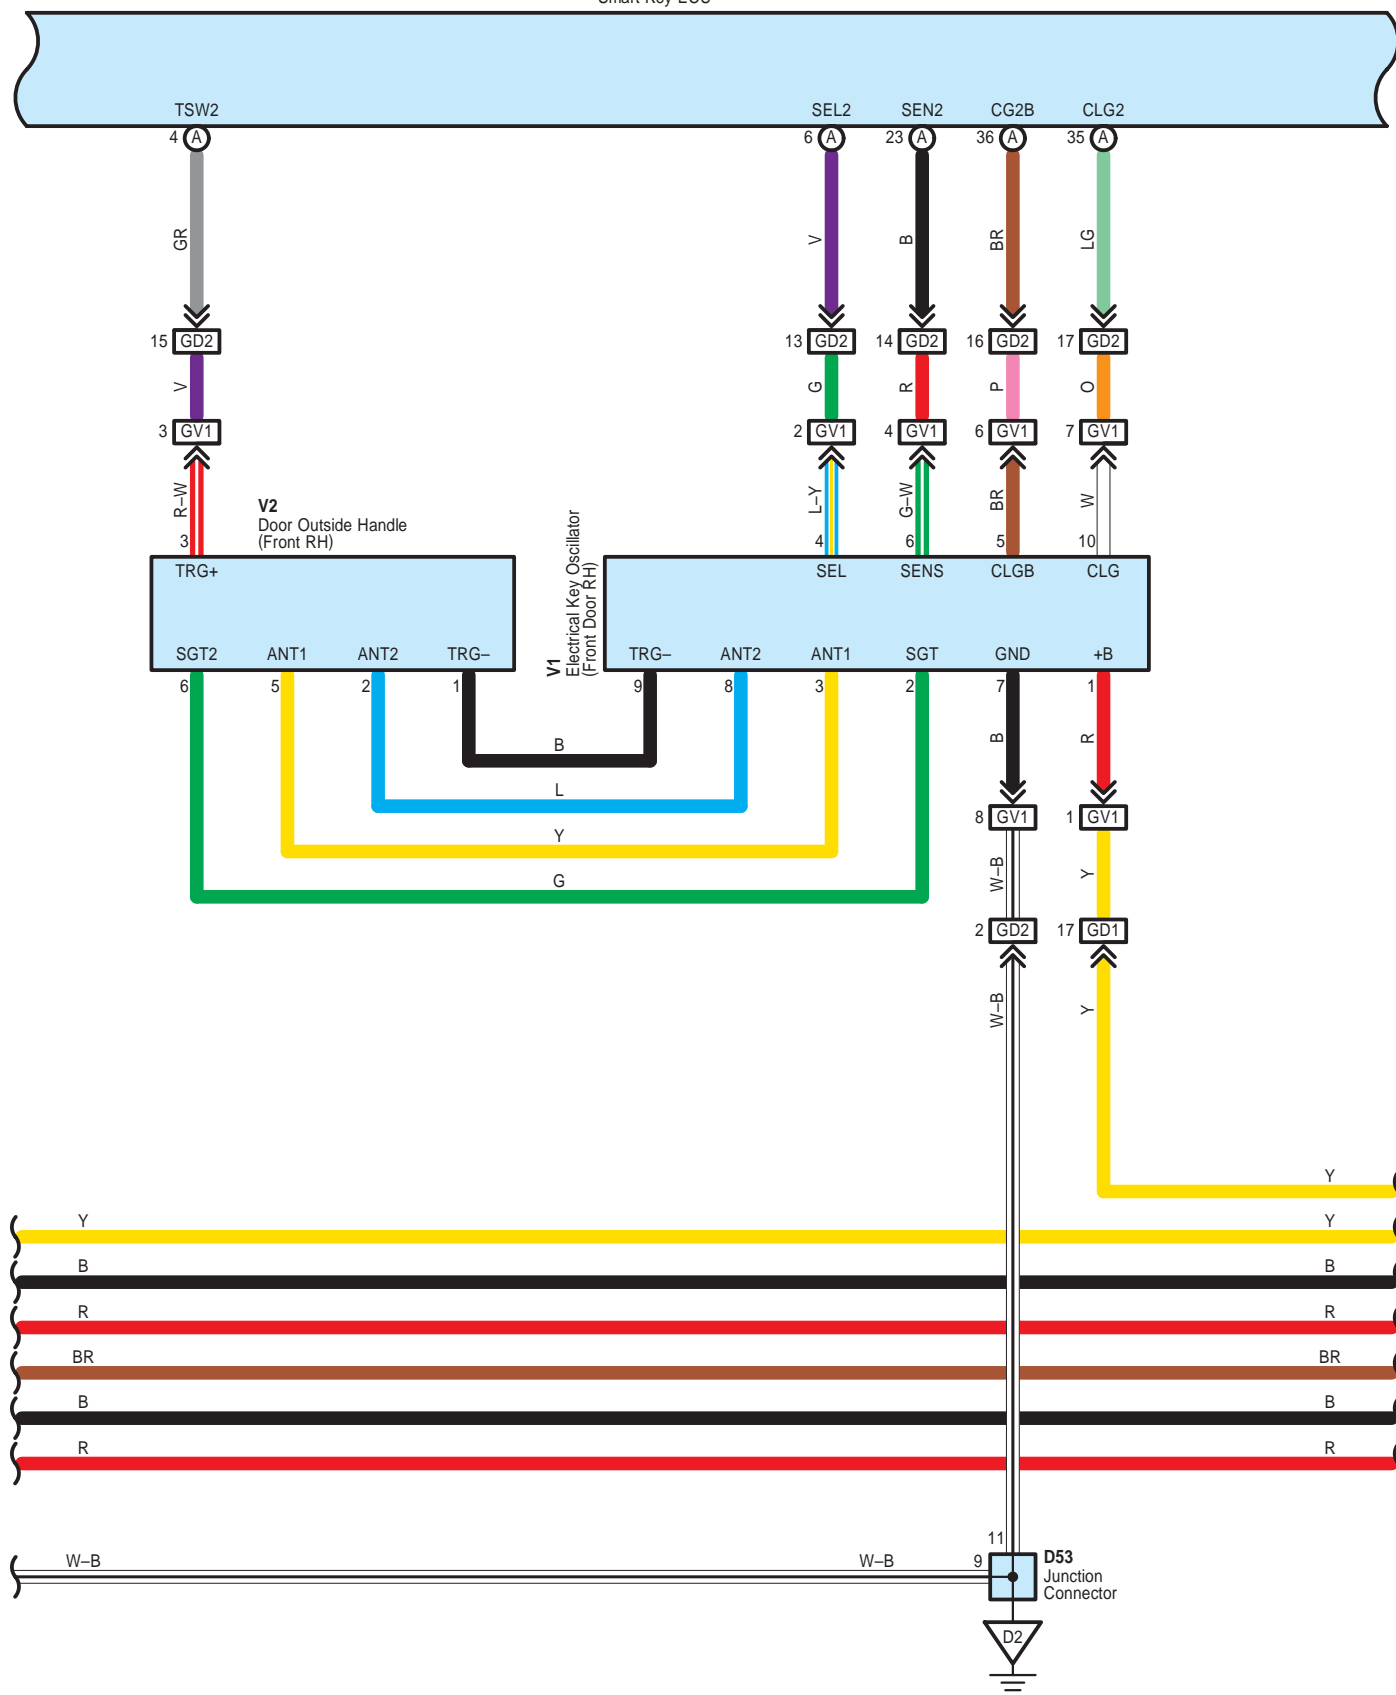 Smart Key ECU
TSW2 SEL2 SEN2 CG2B CLG2
4 A 6 A 23 A 36 A 35 A
GR V B BR LG
15 GD2 13 GD2 14 GD2 16 GD2 17 GD2
V G R P O
3 GV1 2 GV1 4 GV1 6 GV1 7 GV1
R–W L–Y G–W BR W
V2
Door Outside Handle
(Front RH)
3 4 6 5 10
V1
Electrical Key Oscillator
(Front Door RH)
TRG+ SEL SENS CLGB CLG
SGT2 ANT1 ANT2 TRG– TRG– ANT2 ANT1 SGT GND +B
6 5 2 1 9 8 3 2 7 1
B B R
L
8 GV1 1 GV1
Y
W–B Y
G
2 GD2 17 GD1
W–B Y
Y
Y Y
B B
R R
BR BR
B B
R R
11
W–B W–B 9 D53
Junction
Connector
D2